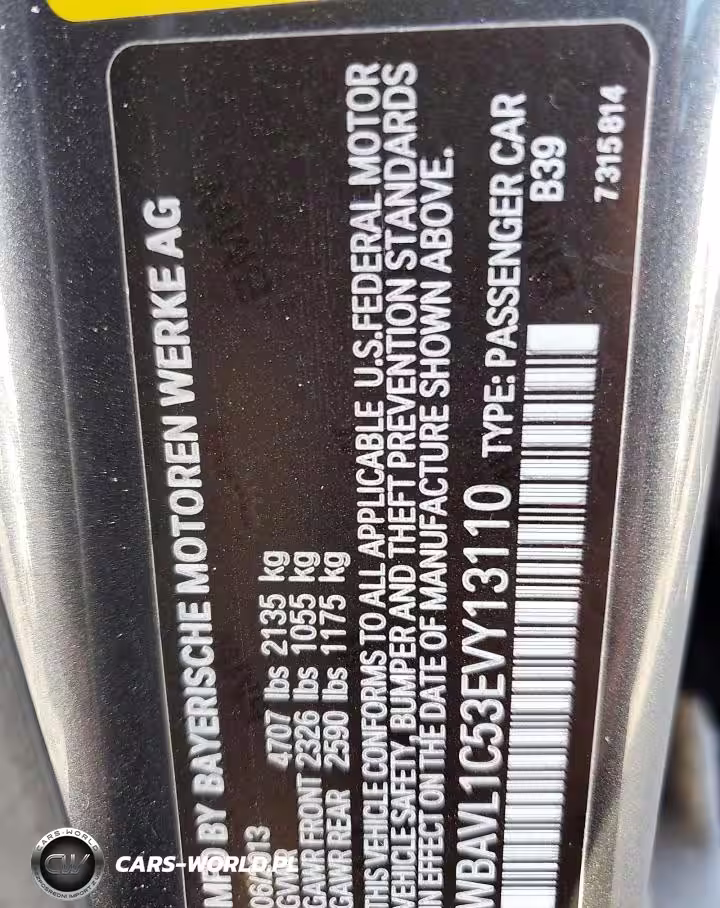 MFD BY BAYERISCHE MOTOREN WERKE AG
GVWR 4707 lbs 2135 kg
GAWR FRONT 2326 lbs 1055 kg
GAWR REAR 2590 lbs 1175 kg
THIS VEHICLE CONFORMS TO ALL APPLICABLE U.S.FEDERAL MOTOR
VEHICLE SAFETY, BUMPER AND THEFT PREVENTION STANDARDS
IN EFFECT ON THE DATE OF MANUFACTURE SHOWN ABOVE.
WBAVL1C53EVY13110 TYPE: PASSENGER CAR
B39
7 315 814
CARS-WORLD
CW
CARS-WORLD.PL